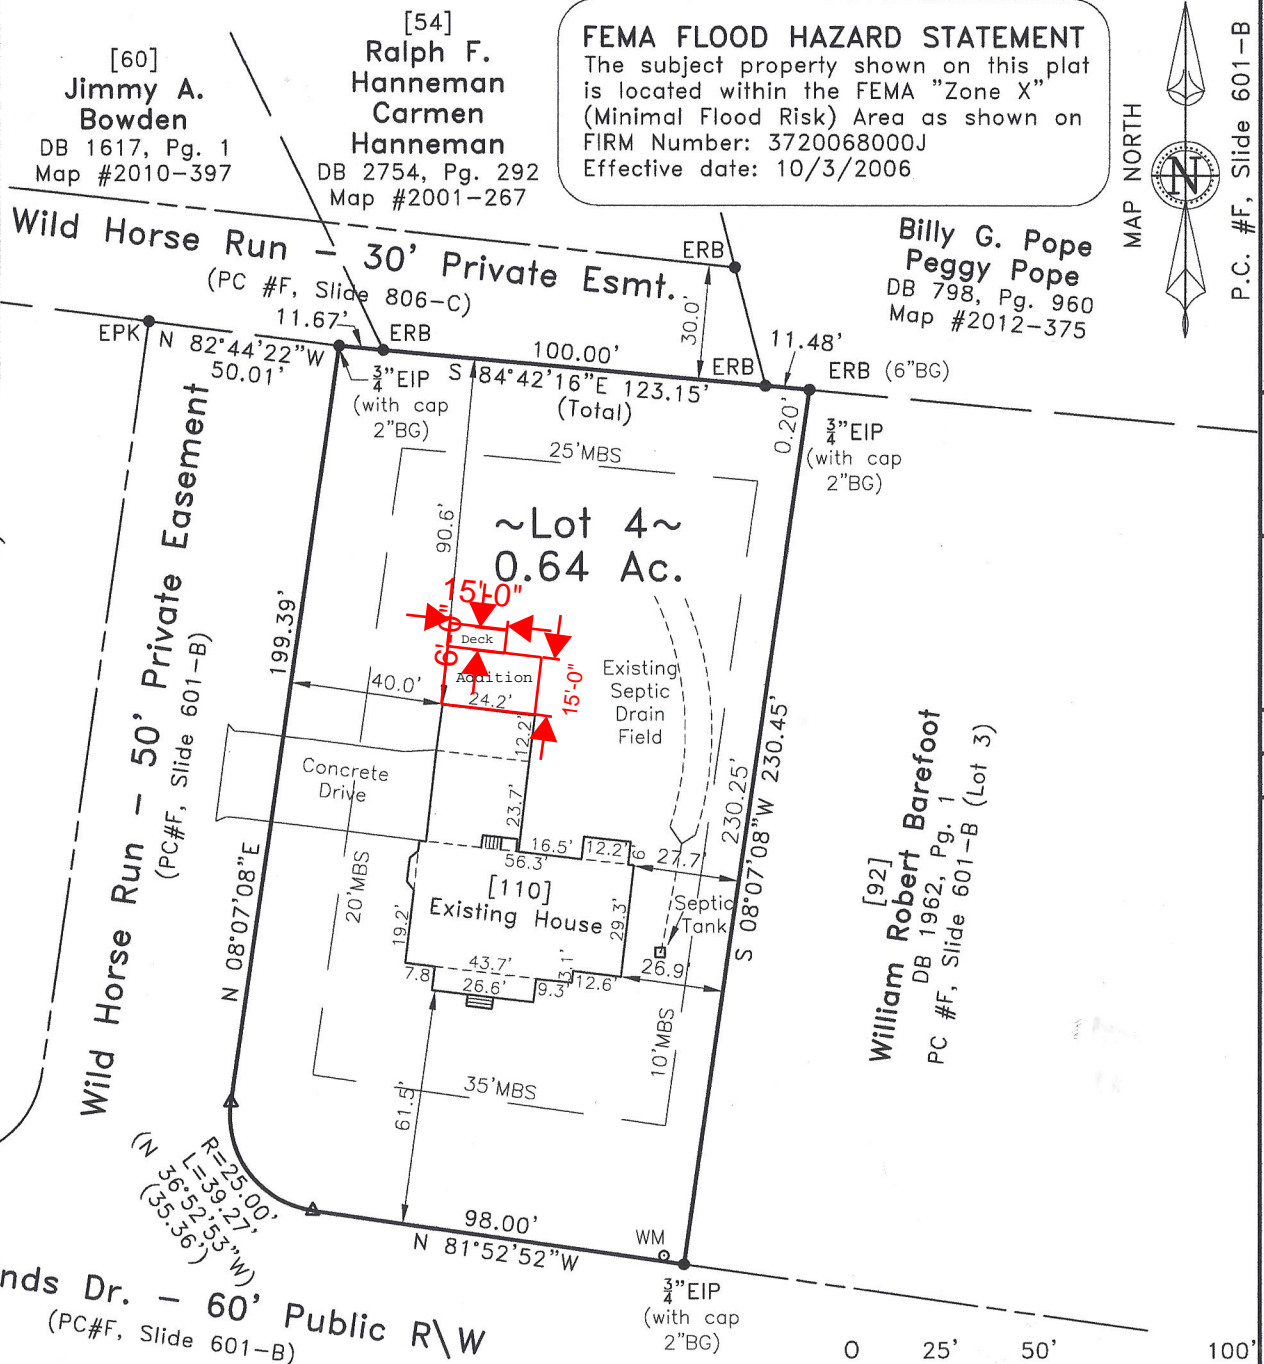 [60]
Jimmy A.
Bowden
DB 1617, Pg. 1
Map #2010-397
[54]
Ralph F.
Hanneman
Carmen
Hanneman
DB 2754, Pg. 292
Map #2001-267
FEMA FLOOD HAZARD STATEMENT
The subject property shown on this plat
is located within the FEMA "Zone X"
(Minimal Flood Risk) Area as shown on
FIRM Number: 3720068000J
Effective date: 10/3/2006
MAP NORTH
N
P.C. #F, Slide 601-B
Wild Horse Run - 30' Private Esmt.
(PC #F, Slide 806-C)
ERB
30.0'
Billy G. Pope
Peggy Pope
DB 798, Pg. 960
Map #2012-375
EPK
N 82°44'22"W
50.01'
11.67'
ERB
100.00'
S 84°42'16"E 123.15'
(Total)
ERB
11.48'
ERB (6"BG)
3/4"EIP
(with cap
2"BG)
0.20'
3/4"EIP
(with cap
2"BG)
25'MBS
90.6'
~Lot 4~
0.64 Ac.
15'-0"
6'-0"
Deck
Addition
24.2'
15'-0"
40.0'
199.39'
Wild Horse Run - 50' Private Easement
(PC#F, Slide 601-B)
Existing
Septic
Drain
Field
12.2'
23.7'
Concrete
Drive
230.25'
S 08°07'08"W 230.45'
16.5'
12.2'
6'
27.7'
56.3'
[110]
Existing House
20'MBS
19.2'
29.3'
Septic
Tank
N 08°07'08"E
43.7'
7.8
26.6'
9.3'
3.1'
12.6'
26.9'
[92]
William Robert Barefoot
DB 1962, Pg. 1
PC #F, Slide 601-B (Lot 3)
10'MBS
35'MBS
61.5'
R=25.00'
L=39.27'
(N 36°52'53"W)
(35.36')
98.00'
N 81°52'52"W
WM
3/4"EIP
(with cap
2"BG)
nds Dr. - 60' Public R\W
(PC#F, Slide 601-B)
0 25' 50' 100'